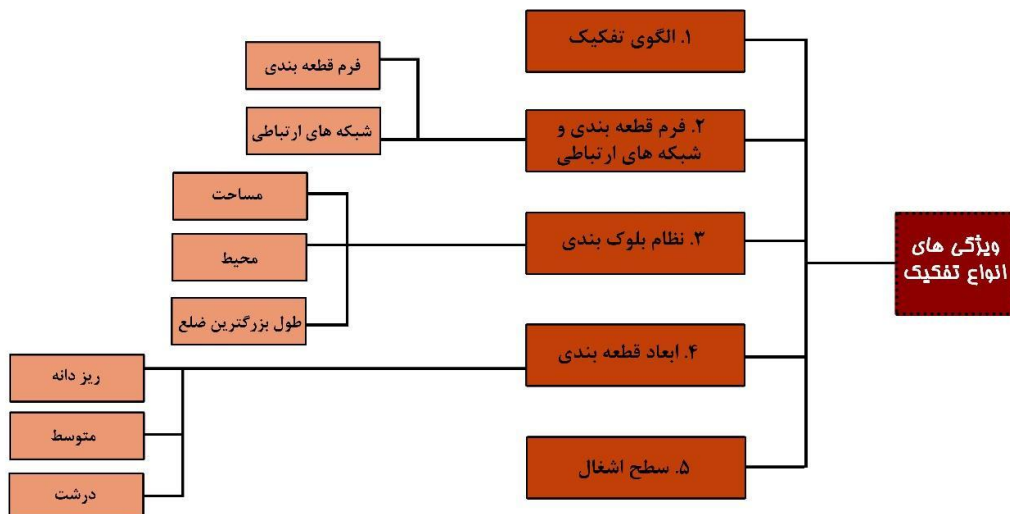 ویژگی های
انواع تفکیک
۱. الگوی تفکیک
۲. فرم قطعه بندی و
شبکه های ارتباطی
فرم قطعه بندی
شبکه های ارتباطی
۳. نظام بلوک بندی
مساحت
محیط
طول بزرگترین ضلع
۴. ابعاد قطعه بندی
ریز دانه
متوسط
درشت
۵. سطح اشغال